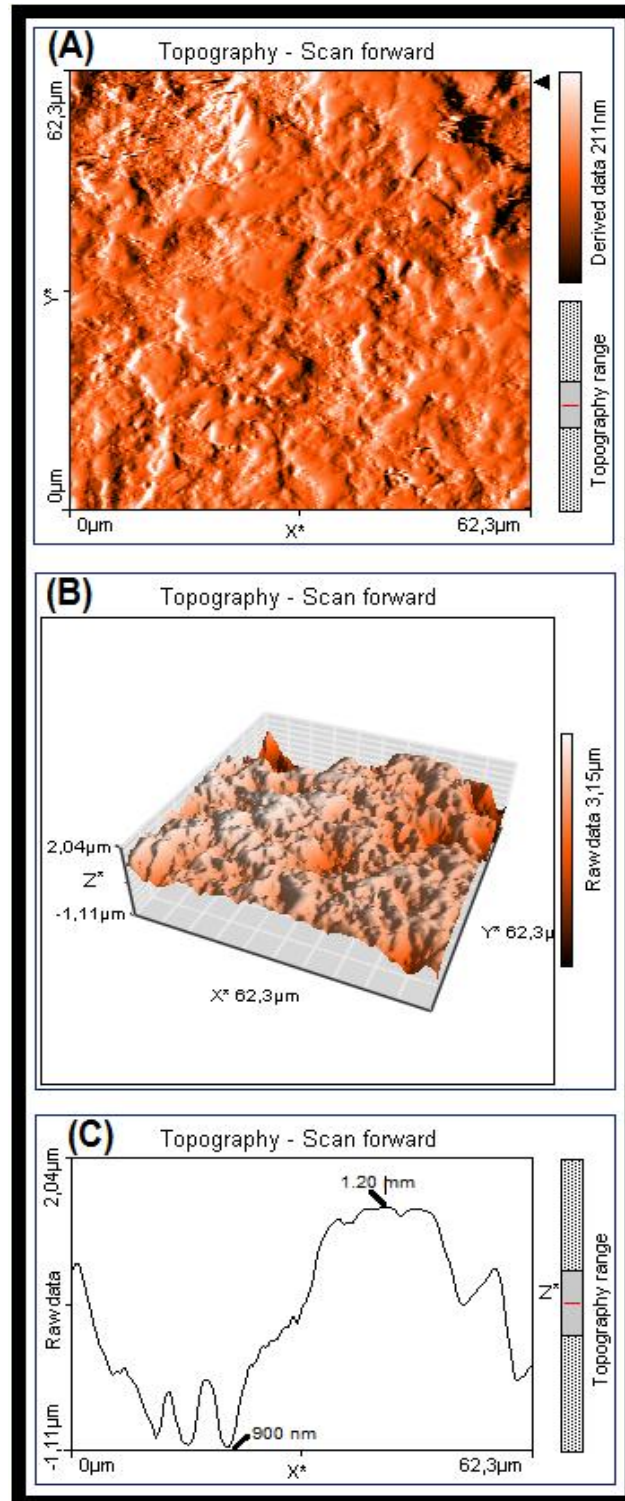 (A)
Topography - Scan forward
62,3µm
Y*
0µm
0µm
X*
62,3µm
Derived data 211nm
Topography range
(B)
Topography - Scan forward
2,04µm
Z*
-1,11µm
X* 62,3µm
Y* 62,3µ
Raw data 3,15µm
(C)
Topography - Scan forward
2,04µm
Raw data
-1,11µm
1.20 mm
900 nm
0µm
X*
62,3µm
Z*
Topography range